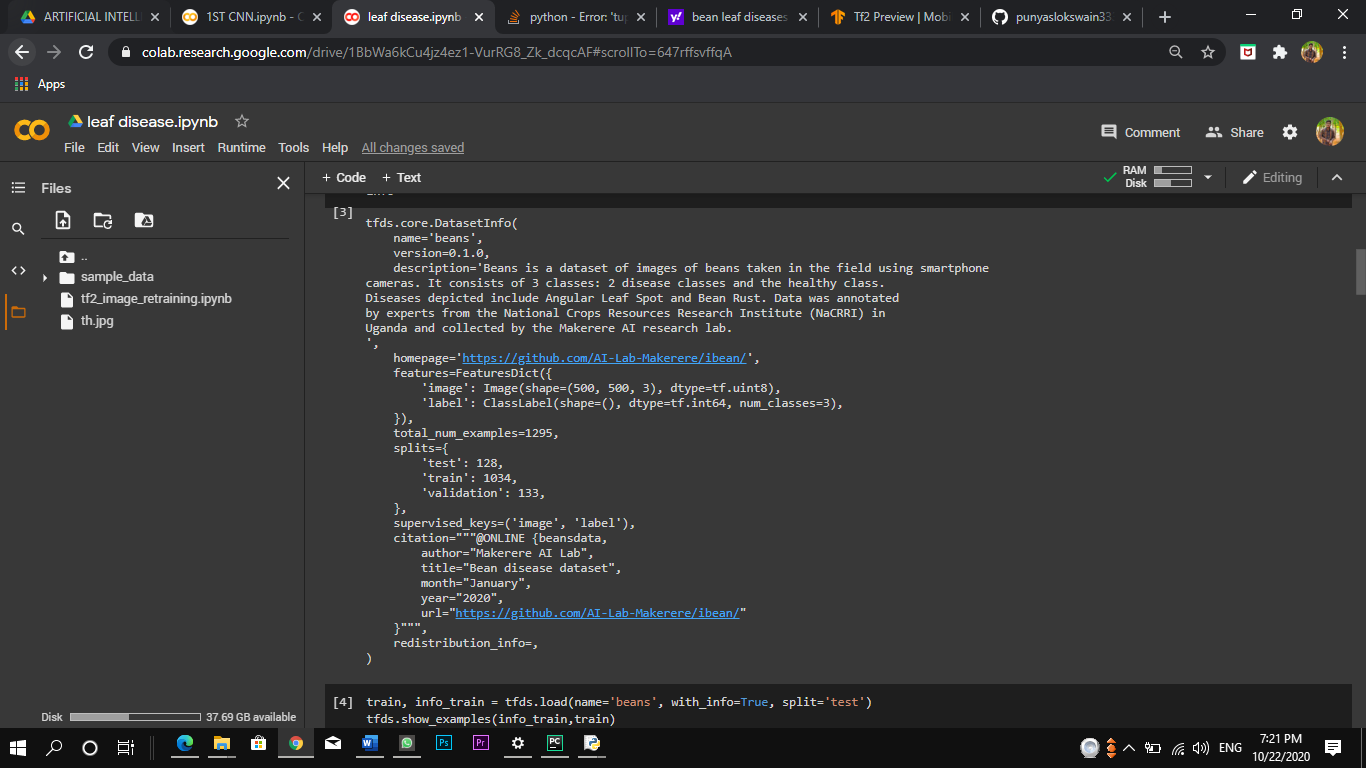 ARTIFICIAL INTELL
1ST CNN.ipynb - C
leaf disease.ipynb
python - Error: 'tup
bean leaf diseases
Tf2 Preview | Mobi
punyaslokswain33
colab.research.google.com/drive/1BbWa6kCu4jz4ez1-VurRG8_Zk_dcqcAF#scrollTo=647rffsvffqA
Apps
leaf disease.ipynb
File Edit View Insert Runtime Tools Help All changes saved
Comment Share
Files
+ Code + Text
RAM
Disk
Editing
..
sample_data
tf2_image_retraining.ipynb
th.jpg
Disk 37.69 GB available
[3]
tfds.core.DatasetInfo(
name='beans',
version=0.1.0,
description='Beans is a dataset of images of beans taken in the field using smartphone
cameras. It consists of 3 classes: 2 disease classes and the healthy class.
Diseases depicted include Angular Leaf Spot and Bean Rust. Data was annotated
by experts from the National Crops Resources Research Institute (NaCRRI) in
Uganda and collected by the Makerere AI research lab.
',
homepage='https://github.com/AI-Lab-Makerere/ibean/',
features=FeaturesDict({
'image': Image(shape=(500, 500, 3), dtype=tf.uint8),
'label': ClassLabel(shape=(), dtype=tf.int64, num_classes=3),
}),
total_num_examples=1295,
splits={
'test': 128,
'train': 1034,
'validation': 133,
},
supervised_keys=('image', 'label'),
citation="""@ONLINE {beansdata,
author="Makerere AI Lab",
title="Bean disease dataset",
month="January",
year="2020",
url="https://github.com/AI-Lab-Makerere/ibean/"
}""",
redistribution_info=,
)
[4] train, info_train = tfds.load(name='beans', with_info=True, split='test')
tfds.show_examples(info_train,train)
W
Ps
Pr
PC
ENG
7:21 PM
10/22/2020